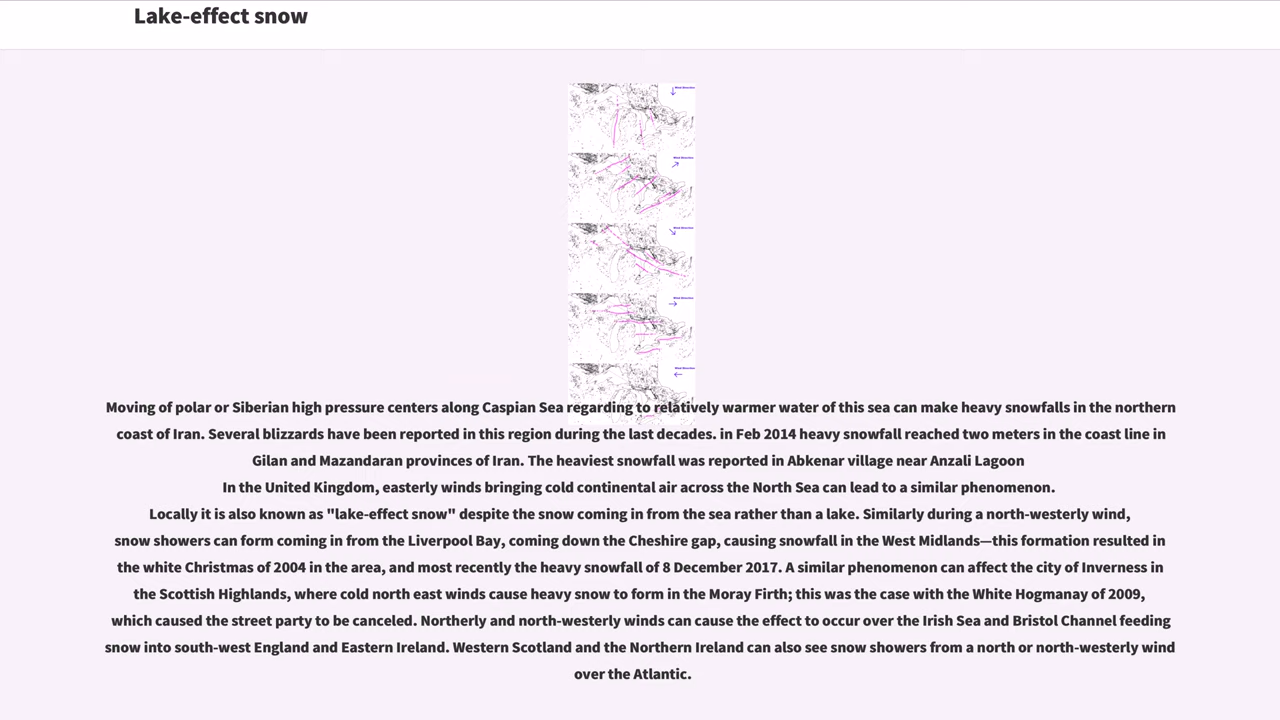 Lake-effect snow
Wind Direction
Wind Direction
Wind Direction
Wind Direction
Wind Direction
Moving of polar or Siberian high pressure centers along Caspian Sea regarding to relatively warmer water of this sea can make heavy snowfalls in the northern
coast of Iran. Several blizzards have been reported in this region during the last decades. in Feb 2014 heavy snowfall reached two meters in the coast line in
Gilan and Mazandaran provinces of Iran. The heaviest snowfall was reported in Abkenar village near Anzali Lagoon
In the United Kingdom, easterly winds bringing cold continental air across the North Sea can lead to a similar phenomenon.
Locally it is also known as "lake-effect snow" despite the snow coming in from the sea rather than a lake. Similarly during a north-westerly wind,
snow showers can form coming in from the Liverpool Bay, coming down the Cheshire gap, causing snowfall in the West Midlands—this formation resulted in
the white Christmas of 2004 in the area, and most recently the heavy snowfall of 8 December 2017. A similar phenomenon can affect the city of Inverness in
the Scottish Highlands, where cold north east winds cause heavy snow to form in the Moray Firth; this was the case with the White Hogmanay of 2009,
which caused the street party to be canceled. Northerly and north-westerly winds can cause the effect to occur over the Irish Sea and Bristol Channel feeding
snow into south-west England and Eastern Ireland. Western Scotland and the Northern Ireland can also see snow showers from a north or north-westerly wind
over the Atlantic.